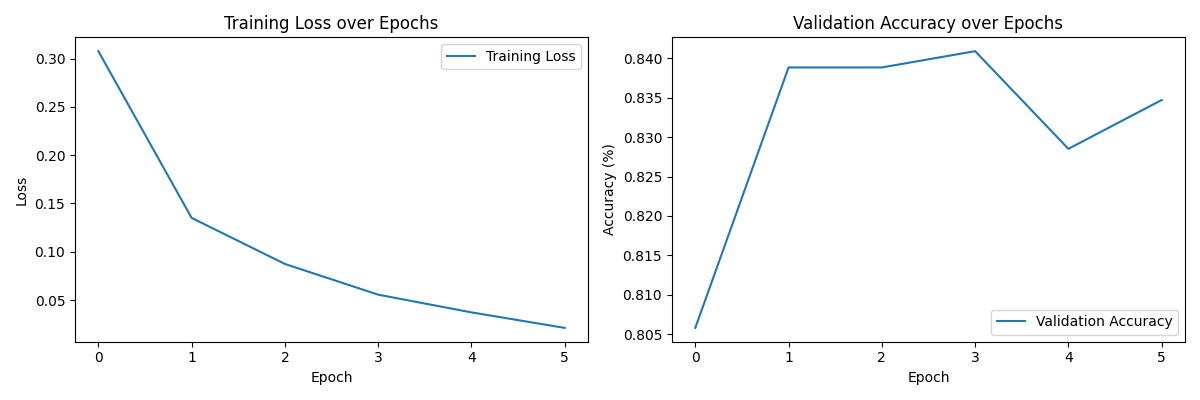 Training Loss over Epochs
Training Loss
0.30
0.25
0.20
0.15
0.10
0.05
Loss
0 1 2 3 4 5
Epoch
Validation Accuracy over Epochs
0.840
0.835
0.830
0.825
0.820
0.815
0.810
0.805
Accuracy (%)
Validation Accuracy
0 1 2 3 4 5
Epoch